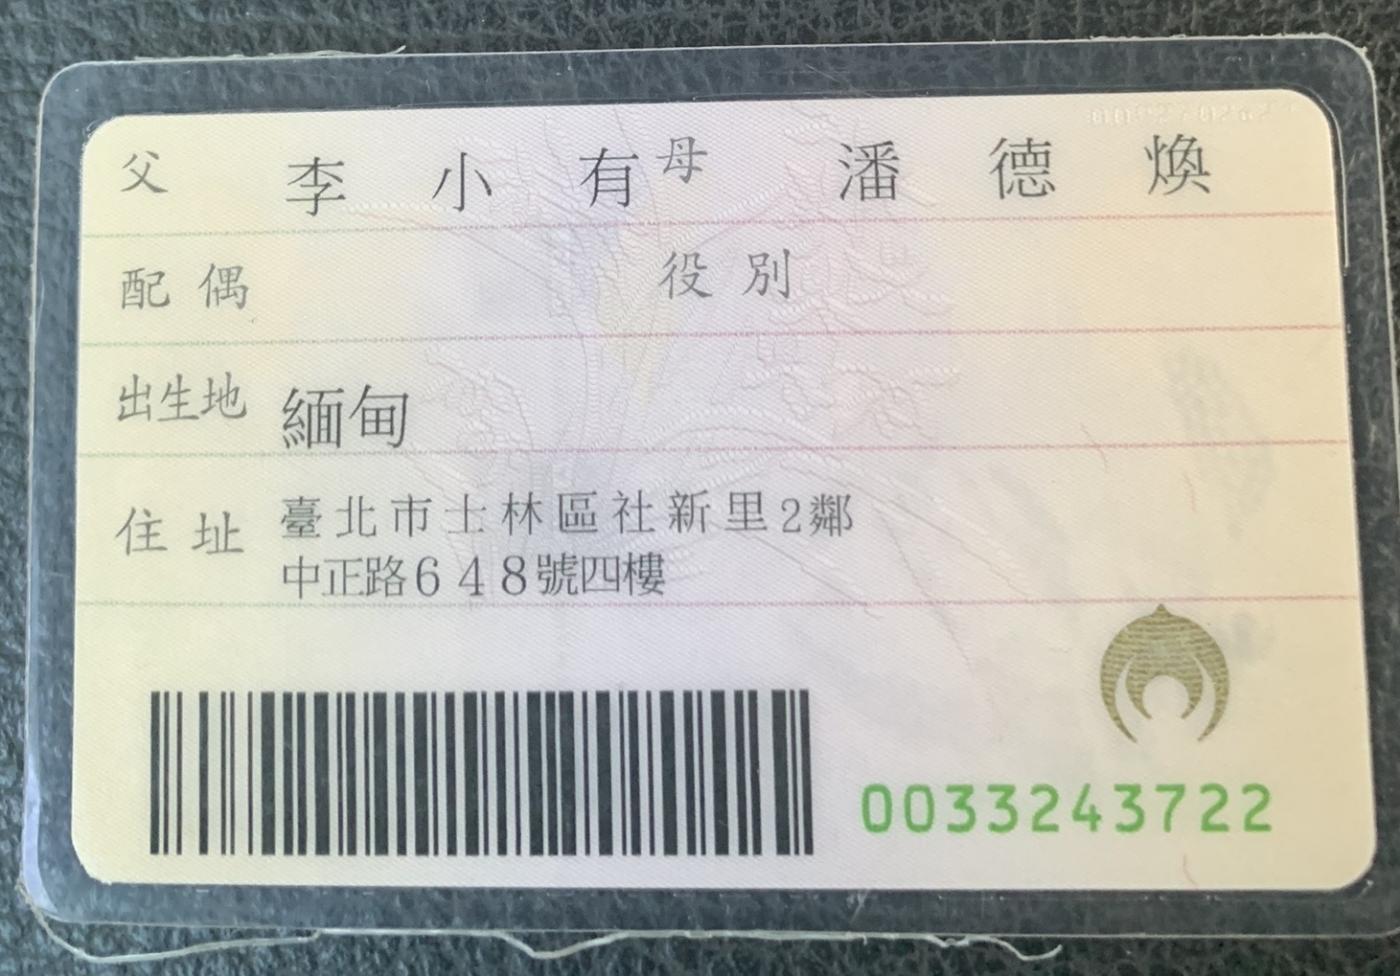 父 李小有 母 潘德煥
配偶 役別
出生地 緬甸
住址 臺北市士林區社新里2鄰
中正路648號四樓
0033243722